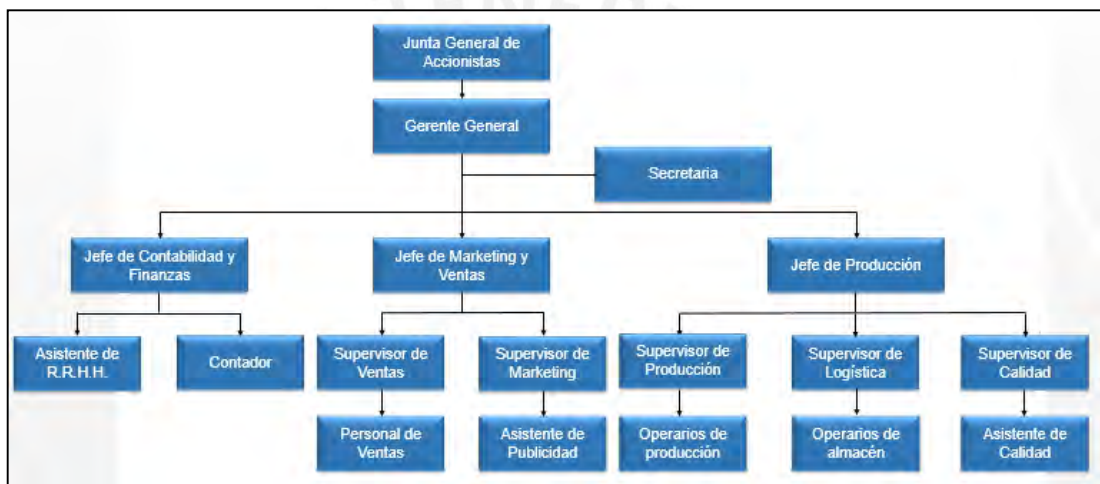 Junta General de
Accionistas
Gerente General
Secretaria
Jefe de Contabilidad y
Finanzas
Jefe de Marketing y
Ventas
Jefe de Producción
Asistente de
R.R.H.H.
Contador
Supervisor de
Ventas
Supervisor de
Marketing
Supervisor de
Producción
Supervisor de
Logística
Supervisor de
Calidad
Personal de
Ventas
Asistente de
Publicidad
Operarios de
producción
Operarios de
almacén
Asistente de
Calidad